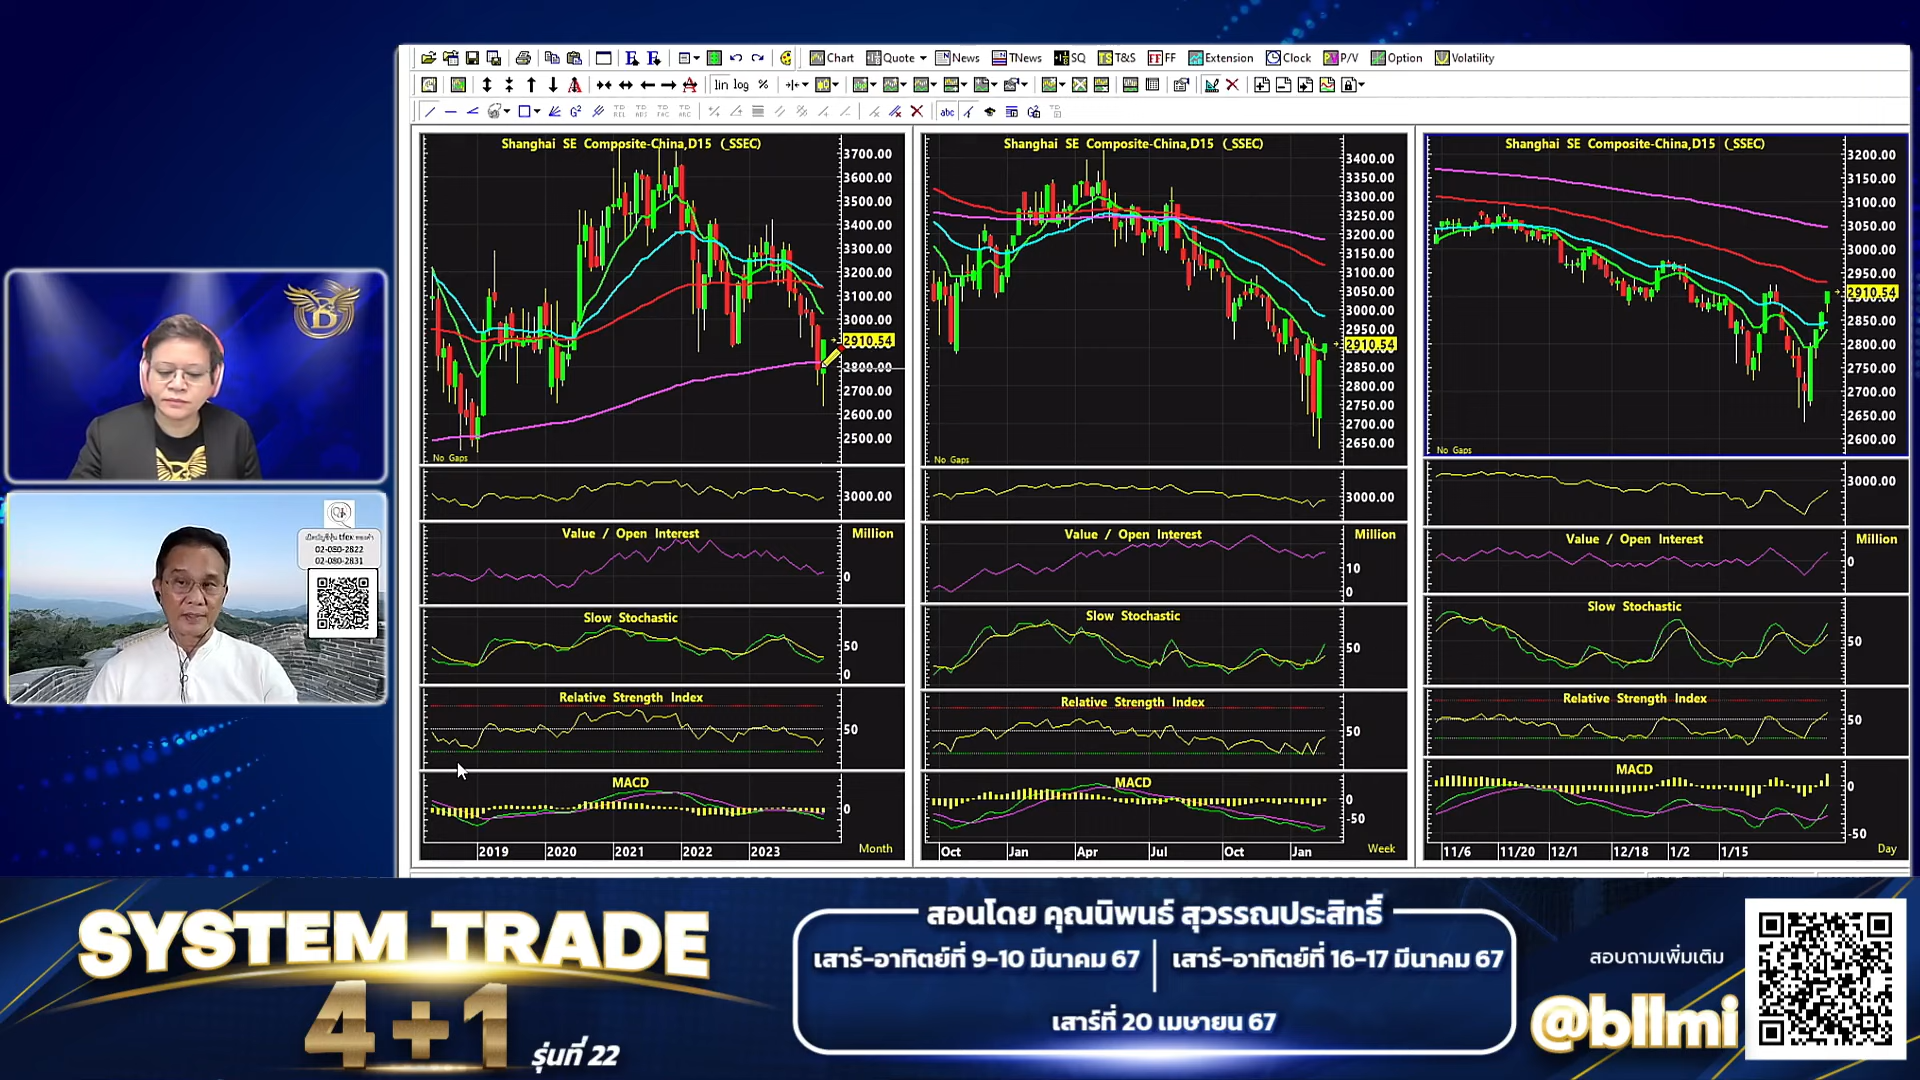 Chart Quote News TNews SQ T&S FF Extension Clock P/V Option Volatility
lin log %
abc
Shanghai SE Composite-China,D15 (_SSEC)
3700.00
3600.00
3500.00
3400.00
3300.00
3200.00
3100.00
3000.00
2910.54
2800.00
2700.00
2600.00
2500.00
No Gaps
3000.00
Value / Open Interest Million
0
Slow Stochastic
50
0
Relative Strength Index
50
MACD
0
2019 2020 2021 2022 2023 Month
Shanghai SE Composite-China,D15 (_SSEC)
3400.00
3350.00
3300.00
3250.00
3200.00
3150.00
3100.00
3050.00
3000.00
2950.00
2910.54
2850.00
2800.00
2750.00
2700.00
2650.00
No Gaps
3000.00
Value / Open Interest Million
10
0
Slow Stochastic
50
Relative Strength Index
50
MACD
0
-50
Oct Jan Apr Jul Oct Jan Week
Shanghai SE Composite-China,D15 (_SSEC)
3200.00
3150.00
3100.00
3050.00
3000.00
2950.00
2910.54
2850.00
2800.00
2750.00
2700.00
2650.00
2600.00
No Gaps
3000.00
Value / Open Interest Million
0
Slow Stochastic
50
Relative Strength Index
50
MACD
0
-50
11/6 11/20 12/1 12/18 1/2 1/15 Day
02-080-2822
02-080-2831
SYSTEM TRADE
4+1
รุ่นที่ 22
สอนโดย คุณนิพนธ์ สุวรรณประสิทธิ์
เสาร์-อาทิตย์ที่ 9-10 มีนาคม 67
เสาร์-อาทิตย์ที่ 16-17 มีนาคม 67
เสาร์ที่ 20 เมษายน 67
สอบถามเพิ่มเติม
@bllmi